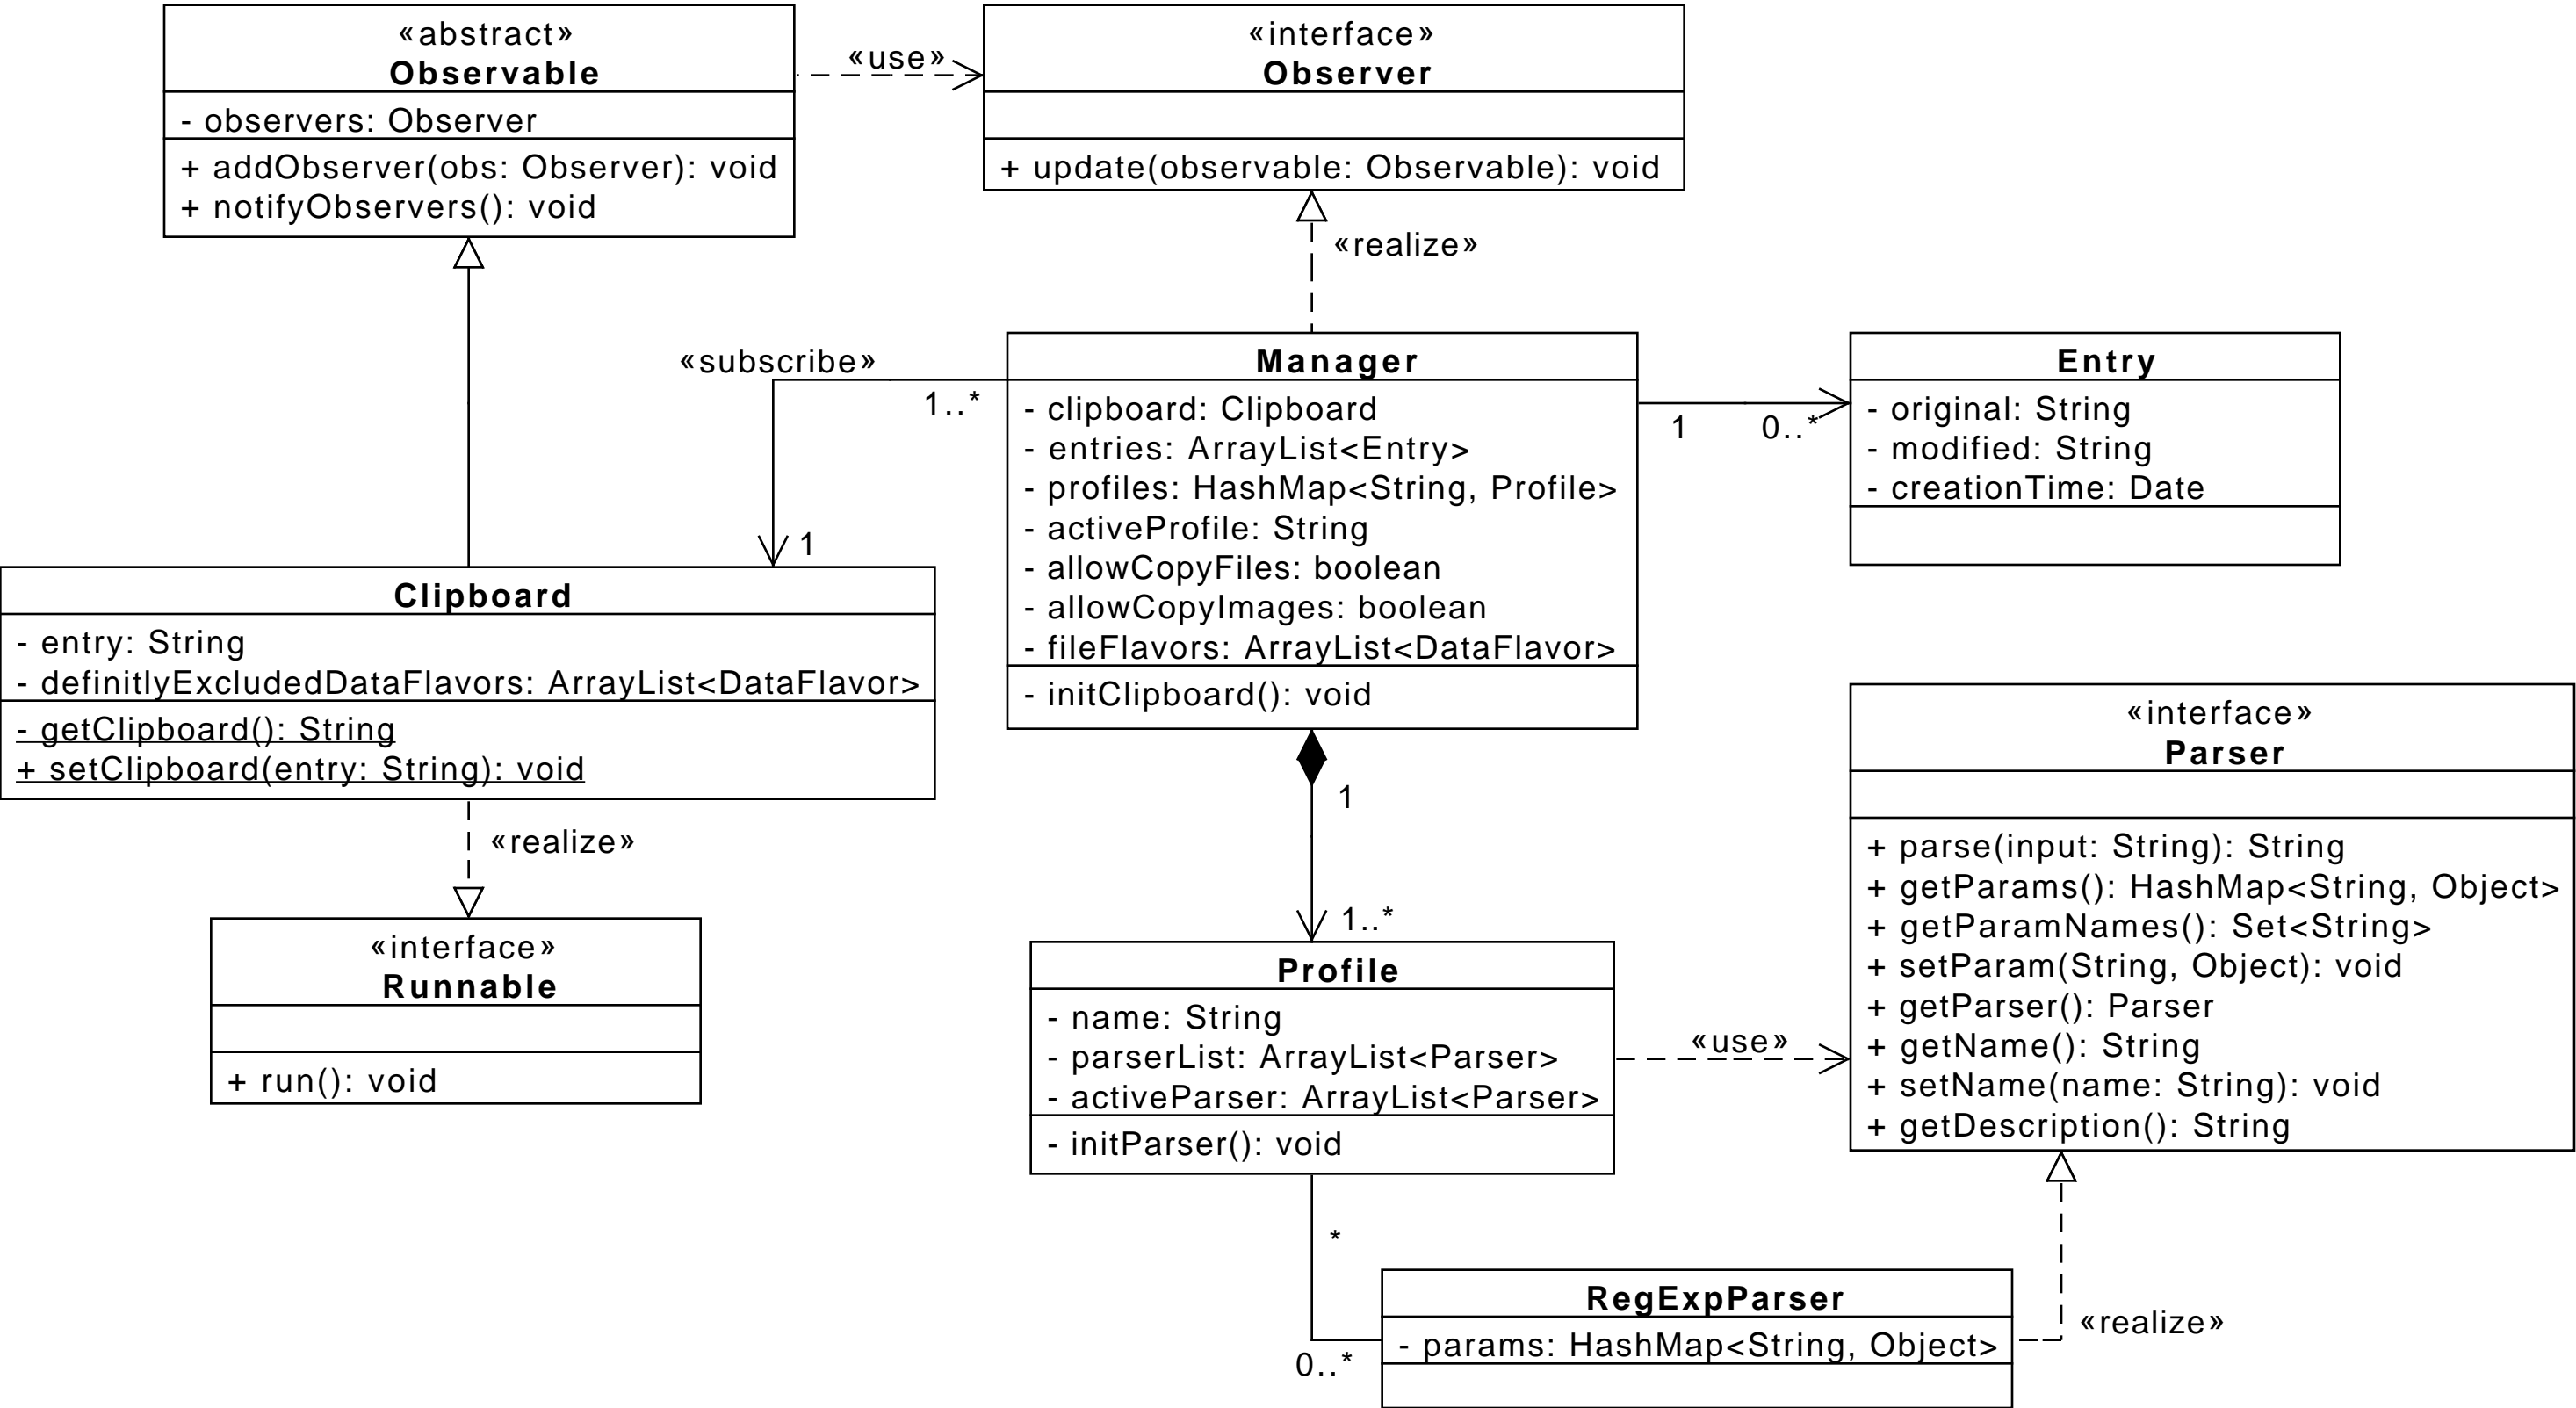 «abstract»
Observable
- observers: Observer
+ addObserver(obs: Observer): void
+ notifyObservers(): void
«use»
«interface»
Observer
+ update(observable: Observable): void
«realize»
«subscribe»
1..*
1
Manager
- clipboard: Clipboard
- entries: ArrayList<Entry>
- profiles: HashMap<String, Profile>
- activeProfile: String
- allowCopyFiles: boolean
- allowCopyImages: boolean
- fileFlavors: ArrayList<DataFlavor>
- initClipboard(): void
1
0..*
Entry
- original: String
- modified: String
- creationTime: Date
Clipboard
- entry: String
- definitlyExcludedDataFlavors: ArrayList<DataFlavor>
- getClipboard(): String
+ setClipboard(entry: String): void
«realize»
«interface»
Runnable
+ run(): void
1
1..*
Profile
- name: String
- parserList: ArrayList<Parser>
- activeParser: ArrayList<Parser>
- initParser(): void
«use»
«interface»
Parser
+ parse(input: String): String
+ getParams(): HashMap<String, Object>
+ getParamNames(): Set<String>
+ setParam(String, Object): void
+ getParser(): Parser
+ getName(): String
+ setName(name: String): void
+ getDescription(): String
*
0..*
RegExpParser
- params: HashMap<String, Object>
«realize»